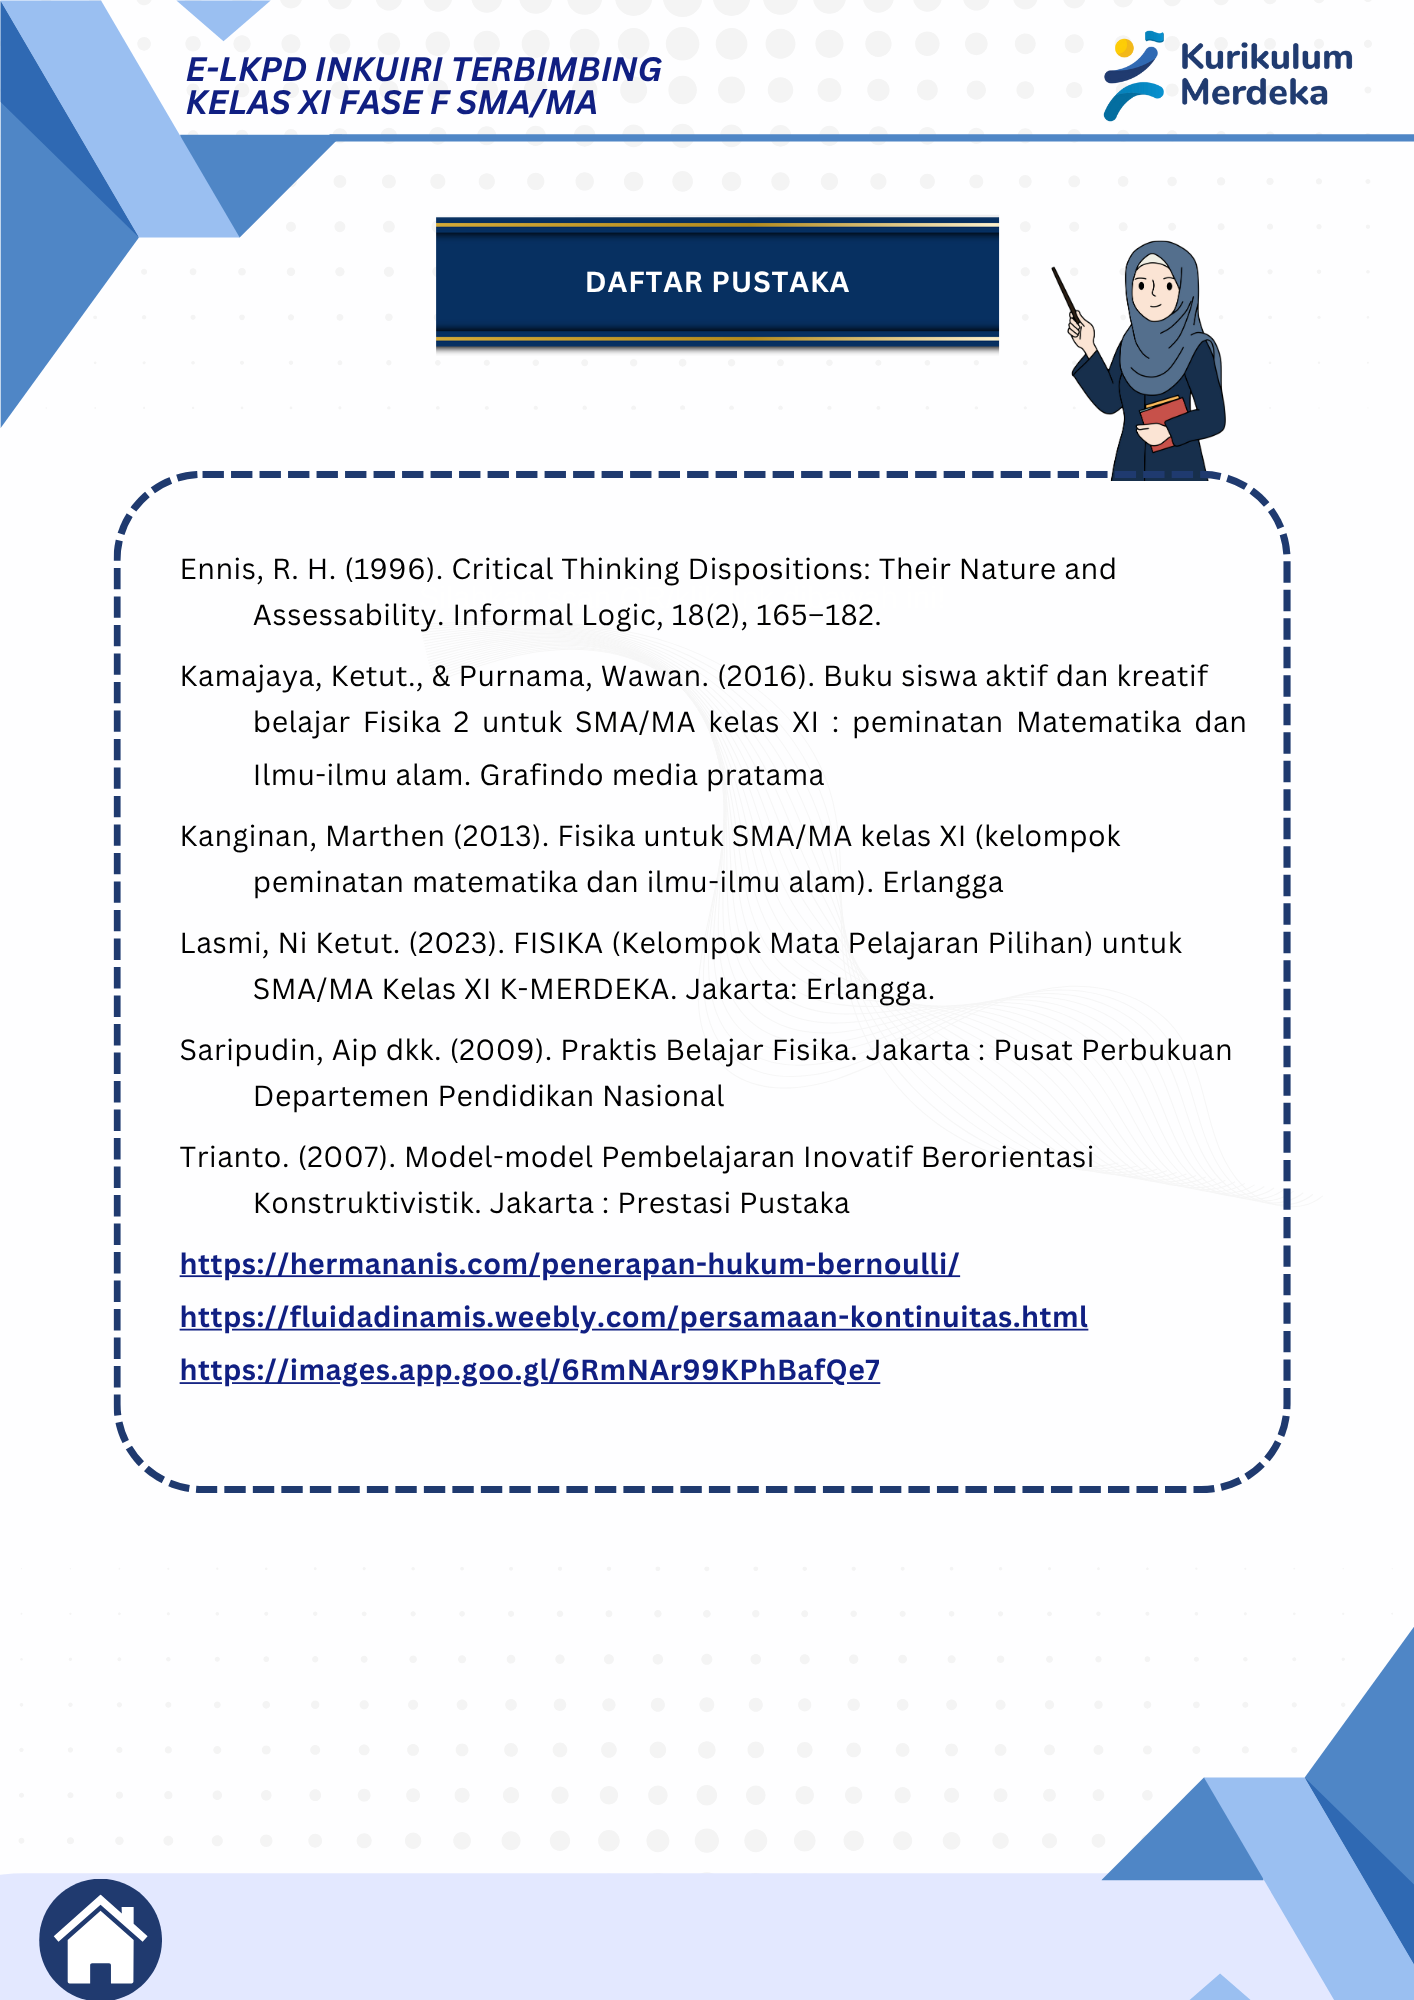 E-LKPD INKUIRI TERBIMBING
KELAS XI FASE F SMA/MA
Kurikulum
Merdeka
DAFTAR PUSTAKA
Ennis, R. H. (1996). Critical Thinking Dispositions: Their Nature and
Assessability. Informal Logic, 18(2), 165–182.
Kamajaya, Ketut., & Purnama, Wawan. (2016). Buku siswa aktif dan kreatif
belajar Fisika 2 untuk SMA/MA kelas XI : peminatan Matematika dan
Ilmu-ilmu alam. Grafindo media pratama
Kanginan, Marthen (2013). Fisika untuk SMA/MA kelas XI (kelompok
peminatan matematika dan ilmu-ilmu alam). Erlangga
Lasmi, Ni Ketut. (2023). FISIKA (Kelompok Mata Pelajaran Pilihan) untuk
SMA/MA Kelas XI K-MERDEKA. Jakarta: Erlangga.
Saripudin, Aip dkk. (2009). Praktis Belajar Fisika. Jakarta : Pusat Perbukuan
Departemen Pendidikan Nasional
Trianto. (2007). Model-model Pembelajaran Inovatif Berorientasi
Konstruktivistik. Jakarta : Prestasi Pustaka
https://hermananis.com/penerapan-hukum-bernoulli/
https://fluidadinamis.weebly.com/persamaan-kontinuitas.html
https://images.app.goo.gl/6RmNAr99KPhBafQe7